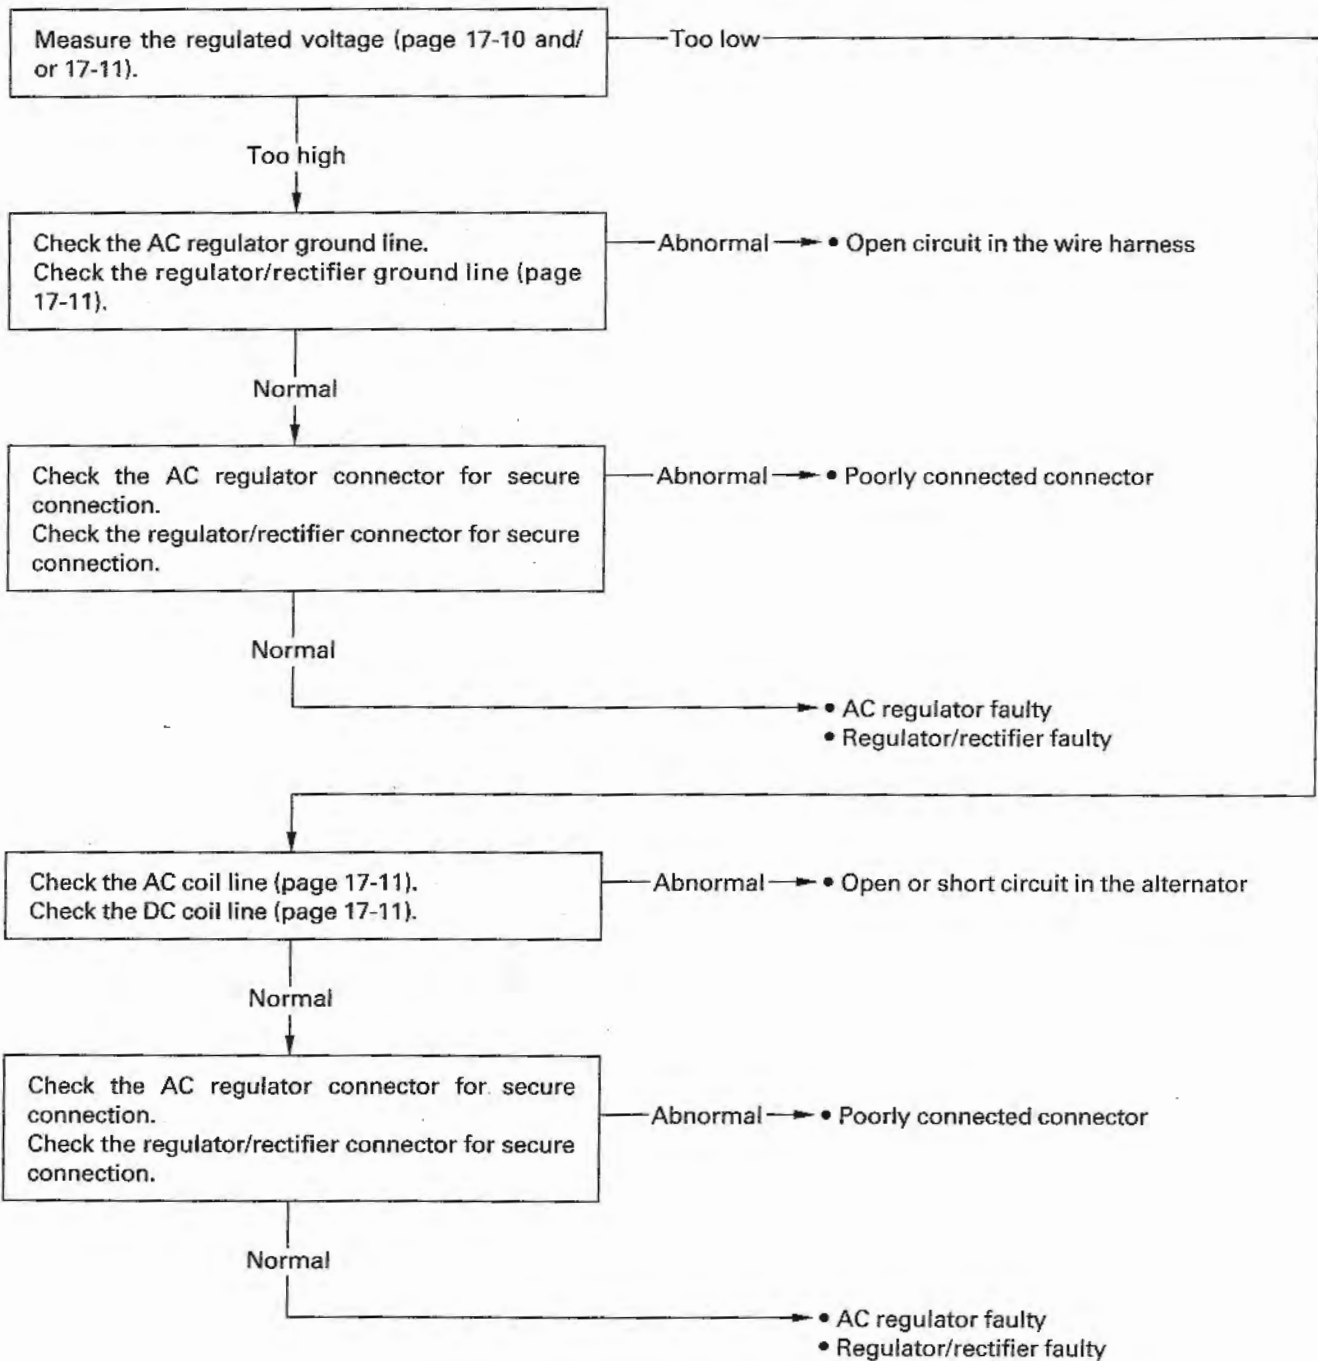 Measure the regulated voltage (page 17-10 and/
or 17-11).
Too low
Too high
Check the AC regulator ground line.
Check the regulator/rectifier ground line (page
17-11).
Abnormal
• Open circuit in the wire harness
Normal
Check the AC regulator connector for secure
connection.
Check the regulator/rectifier connector for secure
connection.
Abnormal
• Poorly connected connector
Normal
• AC regulator faulty
• Regulator/rectifier faulty
Check the AC coil line (page 17-11).
Check the DC coil line (page 17-11).
Abnormal
• Open or short circuit in the alternator
Normal
Check the AC regulator connector for secure
connection.
Check the regulator/rectifier connector for secure
connection.
Abnormal
• Poorly connected connector
Normal
• AC regulator faulty
• Regulator/rectifier faulty